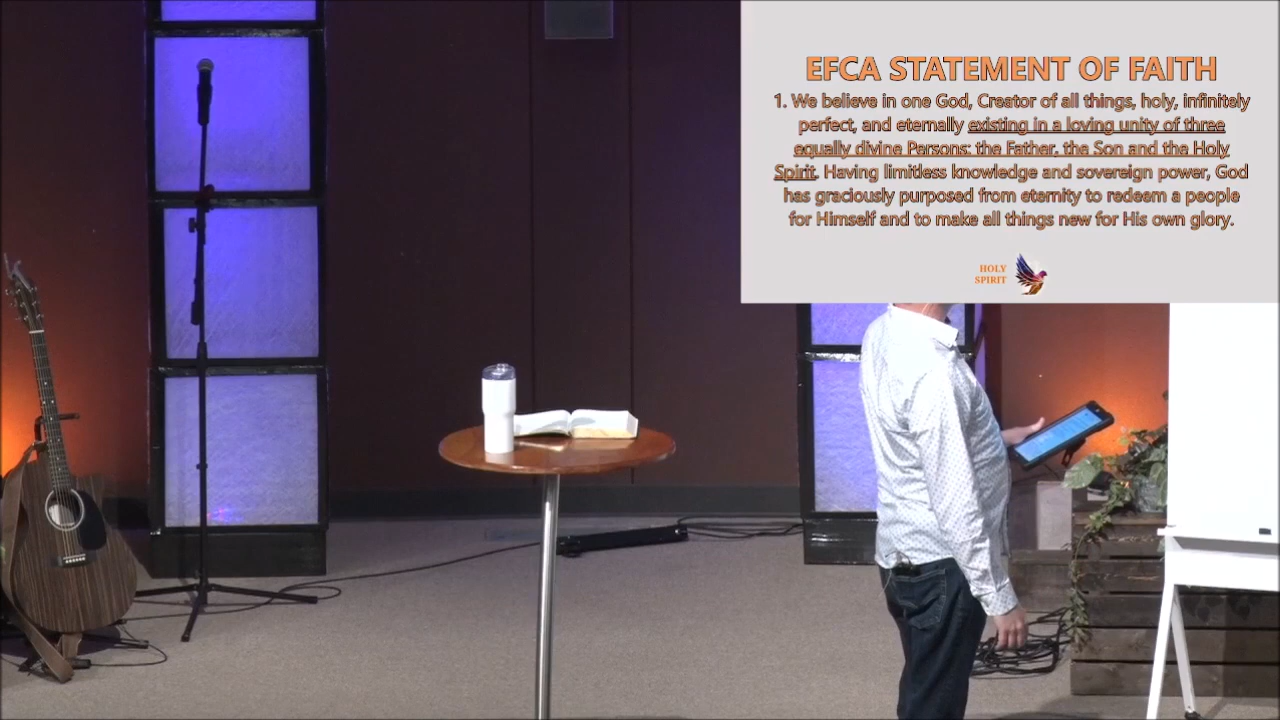 EFCA STATEMENT OF FAITH
1. We believe in one God, Creator of all things, holy, infinitely
perfect, and eternally existing in a loving unity of three
equally divine Persons: the Father, the Son and the Holy
Spirit. Having limitless knowledge and sovereign power, God
has graciously purposed from eternity to redeem a people
for Himself and to make all things new for His own glory.
HOLY
SPIRIT